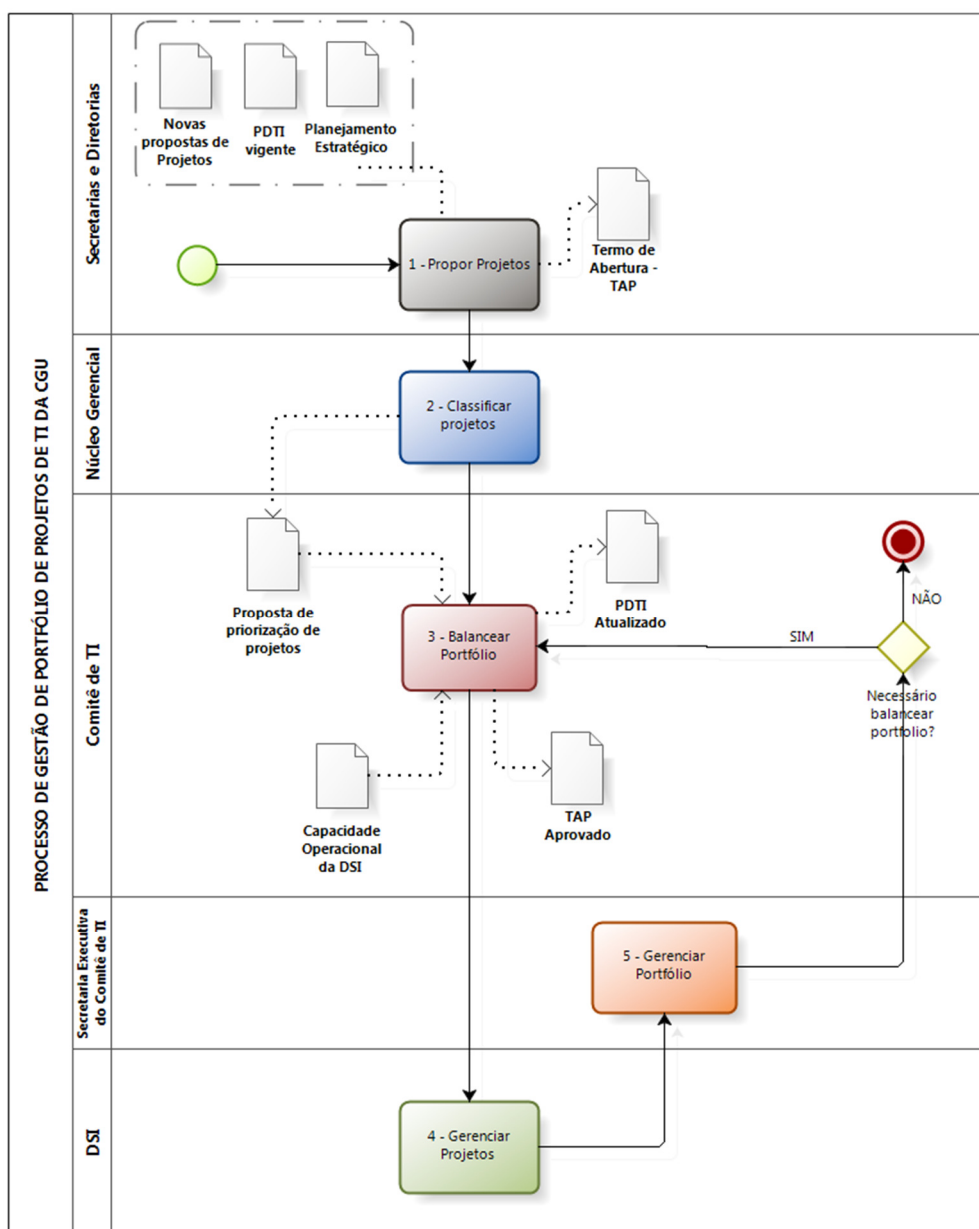 PROCESSO DE GESTÃO DE PORTFÓLIO DE PROJETOS DE TI DA CGU
Secretarias e Diretorias
Novas
propostas de
Projetos
PDTI
vigente
Planejamento
Estratégico
1 - Propor Projetos
Termo de
Abertura -
TAP
Núcleo Gerencial
2 - Classificar
projetos
Comitê de TI
Proposta de
priorização de
projetos
3 - Balancear
Portfólio
PDTI
Atualizado
SIM
NÃO
Necessário
balancear
portfolio?
Capacidade
Operacional
da DSI
TAP
Aprovado
Secretaria Executiva
do Comitê de TI
5 - Gerenciar
Portfólio
DSI
4 - Gerenciar
Projetos